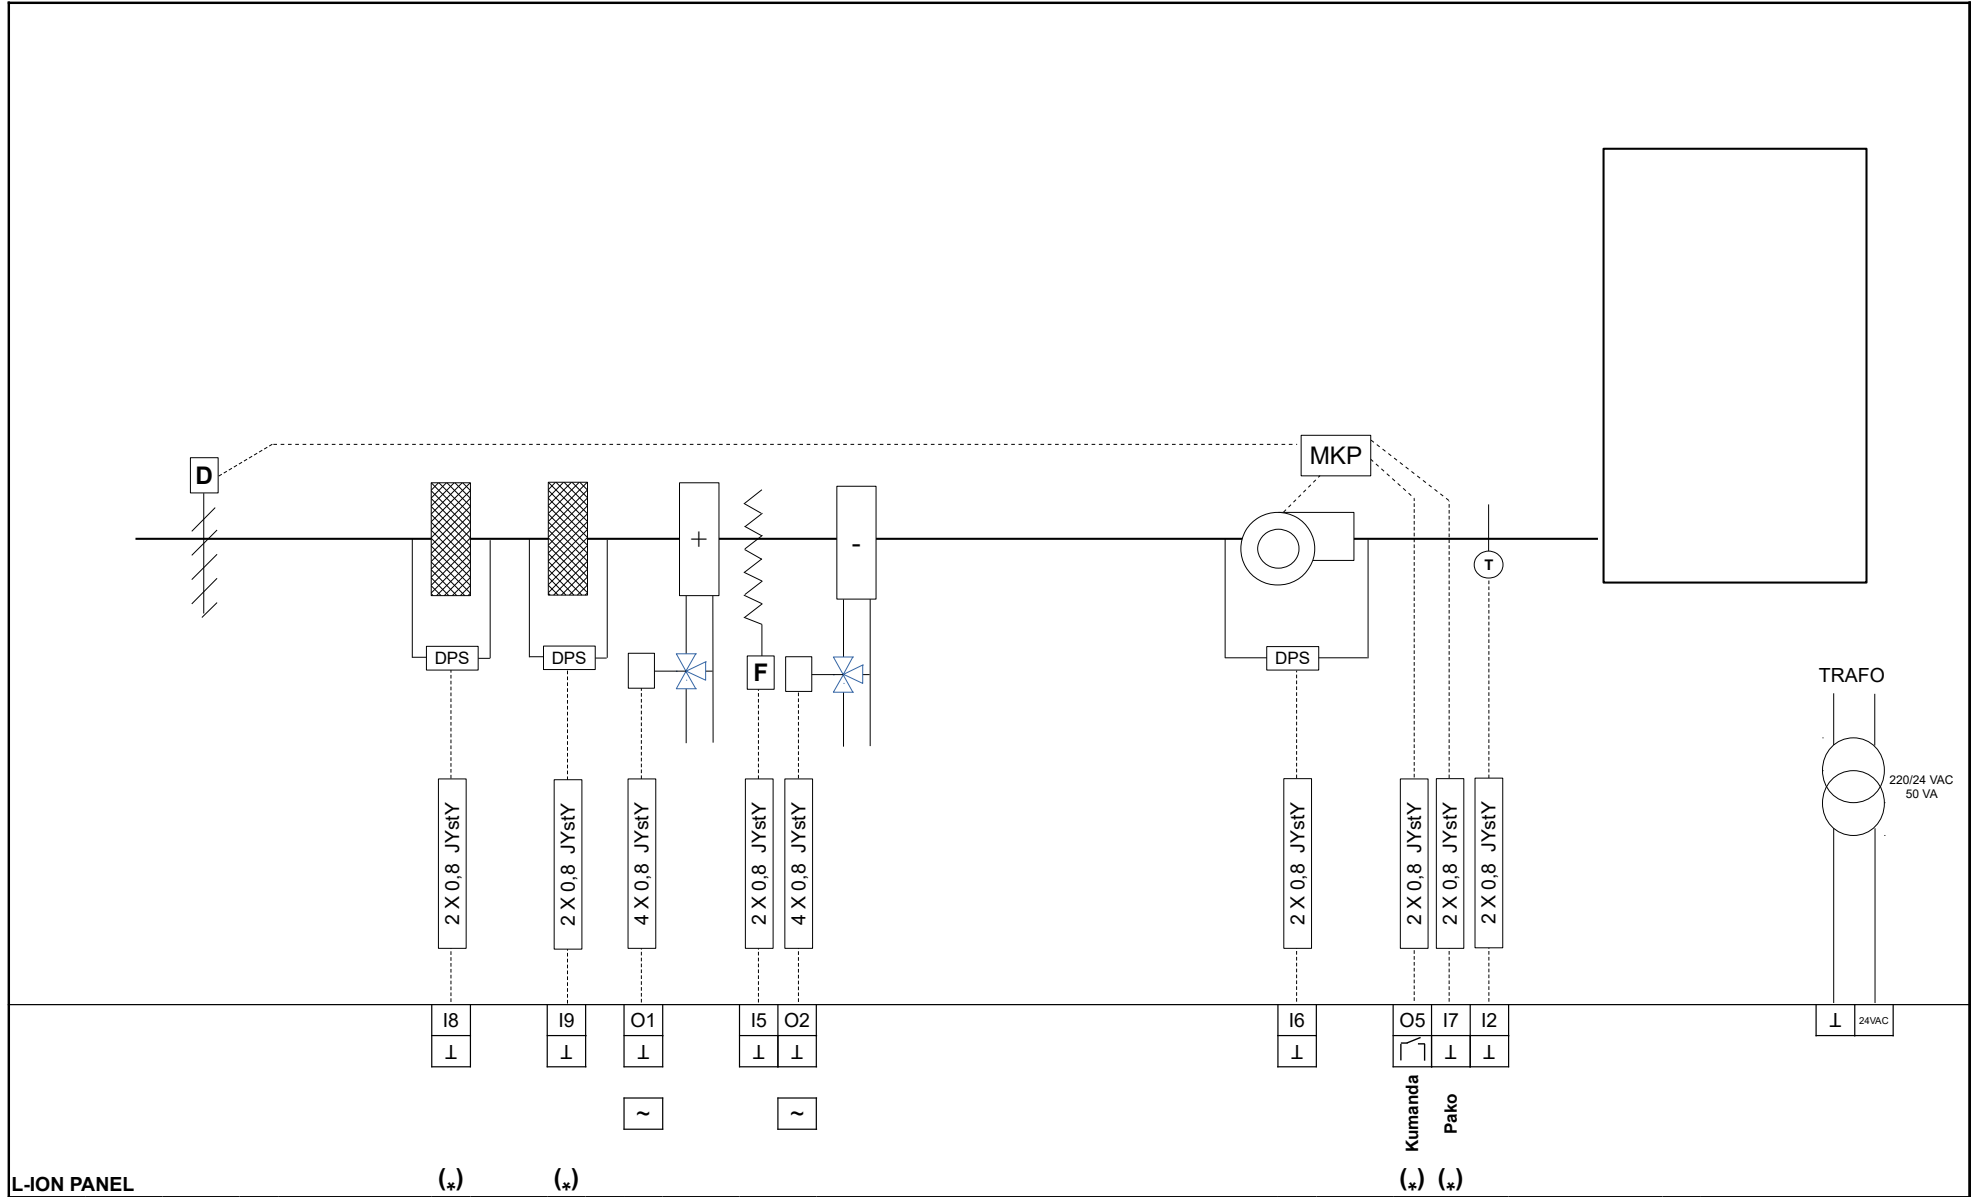 MKP
D
+
-
T
DPS
DPS
F
DPS
TRAFO
220/24 VAC
50 VA
2 X 0,8 JYstY
2 X 0,8 JYstY
4 X 0,8 JYstY
2 X 0,8 JYstY
4 X 0,8 JYstY
2 X 0,8 JYstY
2 X 0,8 JYstY
2 X 0,8 JYstY
2 X 0,8 JYstY
I8
I9
O1
I5
O2
I6
O5
I7
I2
⊥
24VAC
⊥
⊥
⊥
⊥
⊥
⊥
⊥
⊥
Kumanda
Pako
~
~
L-ION PANEL
(*)
(*)
(*)
(*)